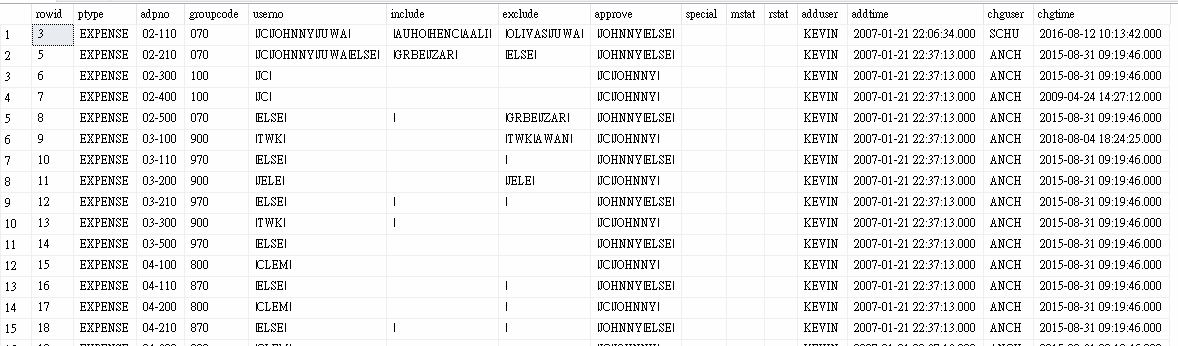 rowid ptype adpno groupcode userno include exclude approve special mstat rstat adduser addtime chguser chgtime
1 3 EXPENSE 02-110 070 |JC|JOHNNY|JUWA| |AUHO|HENC|AALI| |OLIVAS|JUWA| |JOHNNY|ELSE| KEVIN 2007-01-21 22:06:34.000 SCHU 2016-08-12 10:13:42.000
2 5 EXPENSE 02-210 070 |JC|JOHNNY|JUWA|ELSE| |GRBE|JZAR| |ELSE| |JOHNNY|ELSE| KEVIN 2007-01-21 22:37:13.000 ANCH 2015-08-31 09:19:46.000
3 6 EXPENSE 02-300 100 |JC| |JC|JOHNNY| KEVIN 2007-01-21 22:37:13.000 ANCH 2015-08-31 09:19:46.000
4 7 EXPENSE 02-400 100 |JC| |JC|JOHNNY| KEVIN 2007-01-21 22:37:13.000 ANCH 2009-04-24 14:27:12.000
5 8 EXPENSE 02-500 070 |ELSE| | |GRBE|JZAR| |JOHNNY|ELSE| KEVIN 2007-01-21 22:37:13.000 ANCH 2015-08-31 09:19:46.000
6 9 EXPENSE 03-100 900 |TWK| |TWK|AWAN| |JC|JOHNNY| KEVIN 2007-01-21 22:37:13.000 ANCH 2018-08-04 18:24:25.000
7 10 EXPENSE 03-110 970 |ELSE| | |JOHNNY|ELSE| KEVIN 2007-01-21 22:37:13.000 ANCH 2015-08-31 09:19:46.000
8 11 EXPENSE 03-200 900 |JELE| |JELE| |JC|JOHNNY| KEVIN 2007-01-21 22:37:13.000 ANCH 2015-08-31 09:19:46.000
9 12 EXPENSE 03-210 970 |ELSE| | | |JOHNNY|ELSE| KEVIN 2007-01-21 22:37:13.000 ANCH 2015-08-31 09:19:46.000
10 13 EXPENSE 03-300 900 |TWK| | |JC|JOHNNY| KEVIN 2007-01-21 22:37:13.000 ANCH 2015-08-31 09:19:46.000
11 14 EXPENSE 03-500 970 |ELSE| |JOHNNY|ELSE| KEVIN 2007-01-21 22:37:13.000 ANCH 2015-08-31 09:19:46.000
12 15 EXPENSE 04-100 800 |CLEM| |JC|JOHNNY| KEVIN 2007-01-21 22:37:13.000 ANCH 2015-08-31 09:19:46.000
13 16 EXPENSE 04-110 870 |ELSE| | |JOHNNY|ELSE| KEVIN 2007-01-21 22:37:13.000 ANCH 2015-08-31 09:19:46.000
14 17 EXPENSE 04-200 800 |CLEM| | |JC|JOHNNY| KEVIN 2007-01-21 22:37:13.000 ANCH 2015-08-31 09:19:46.000
15 18 EXPENSE 04-210 870 |ELSE| | | |JOHNNY|ELSE| KEVIN 2007-01-21 22:37:13.000 ANCH 2015-08-31 09:19:46.000